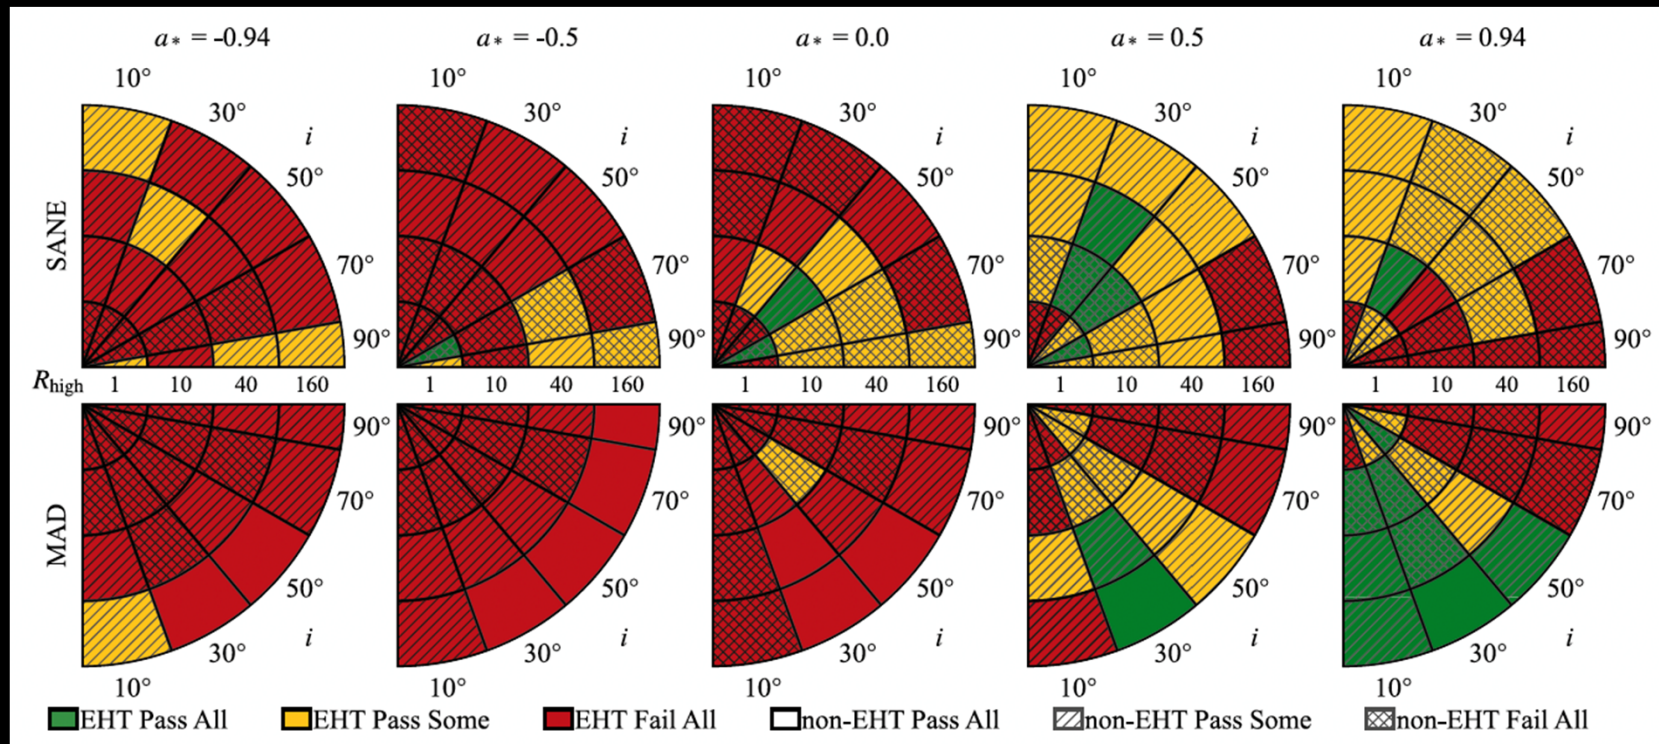 a* = -0.94 a* = -0.5 a* = 0.0 a* = 0.5 a* = 0.94
10° 10° 10° 10° 10°
30° 30° 30° 30° 30°
i i i i i
50° 50° 50° 50° 50°
SANE
70° 70° 70° 70° 70°
90° 90° 90° 90° 90°
Rhigh 1 10 40 160 1 10 40 160 1 10 40 160 1 10 40 160 1 10 40 160
90° 90° 90° 90° 90°
70° 70° 70° 70° 70°
MAD
50° 50° 50° 50° 50°
i i i i i
30° 30° 30° 30° 30°
10° 10° 10° 10° 10°
EHT Pass All EHT Pass Some EHT Fail All non-EHT Pass All non-EHT Pass Some non-EHT Fail All